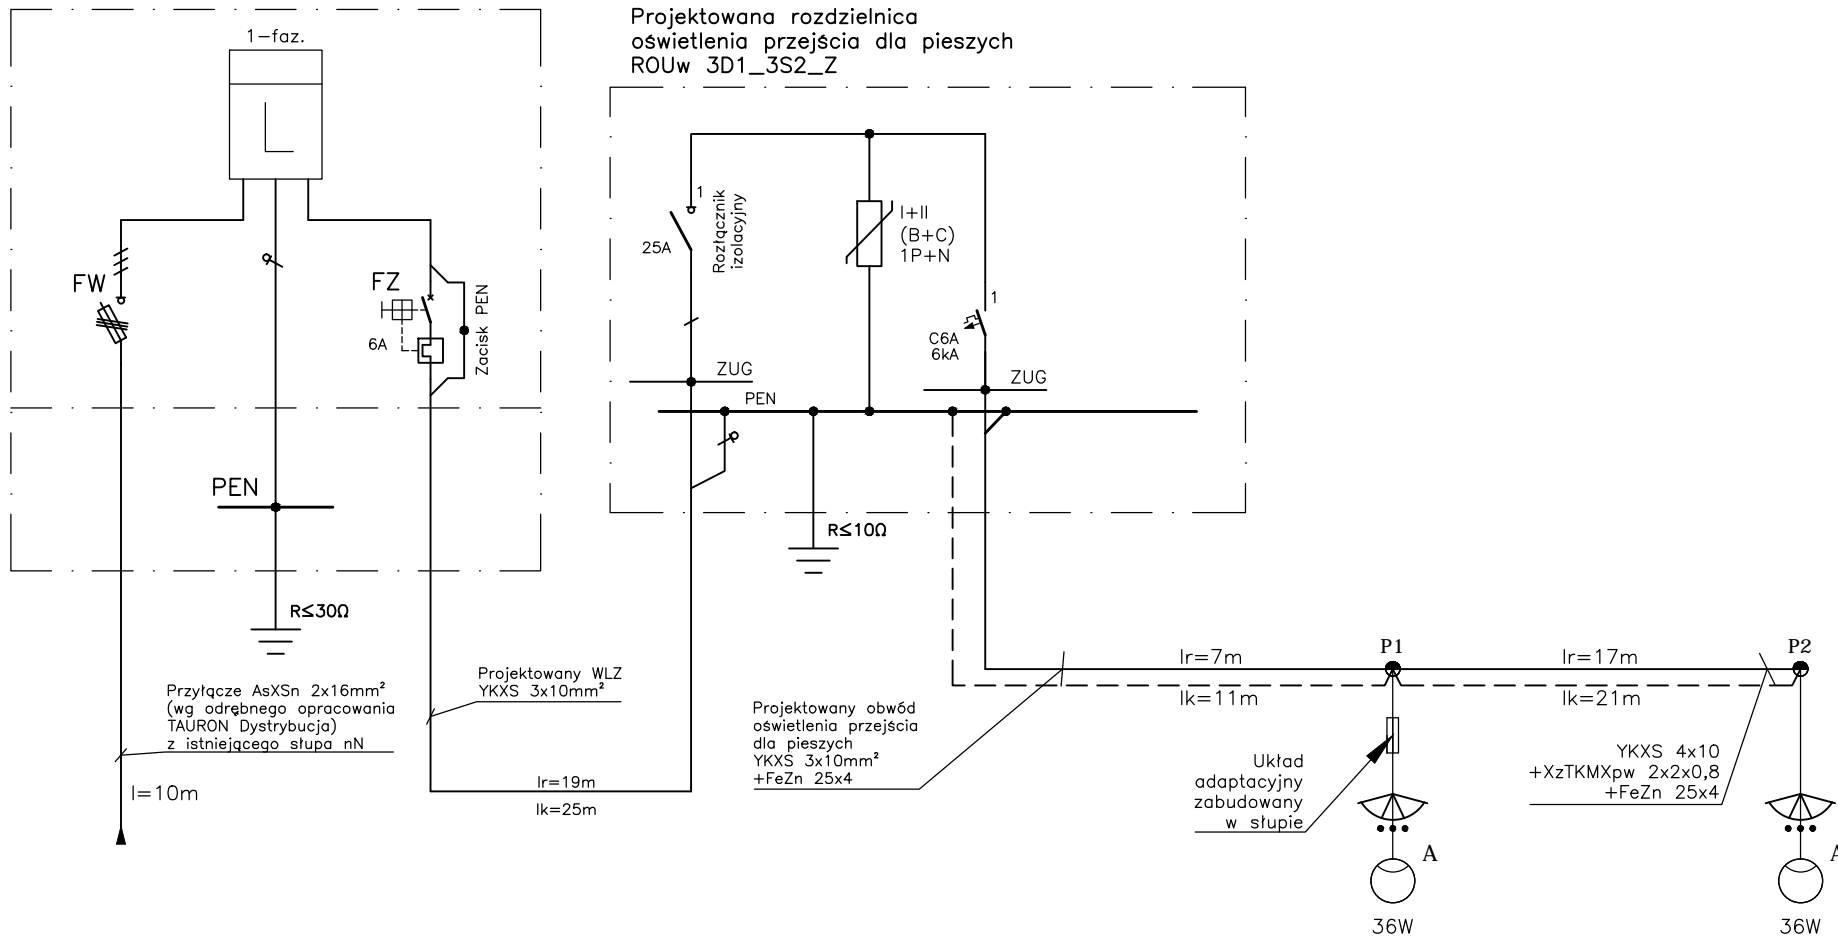 1-faz.
FW
FZ
6A
Zacisk PEN
PEN
R≤30Ω
Przyłącze AsXSn 2x16mm²
(wg odrębnego opracowania
TAURON Dystrybucja)
z istniejącego słupa nN
l=10m
Projektowany WLZ
YKXS 3x10mm²
lr=19m
lk=25m
Projektowana rozdzielnica
oświetlenia przejścia dla pieszych
ROUw 3D1_3S2_Z
1
25A
Rozłącznik
izolacyjny
I+II
(B+C)
1P+N
1
C6A
6kA
ZUG
ZUG
PEN
R≤10Ω
Projektowany obwód
oświetlenia przejścia
dla pieszych
YKXS 3x10mm²
+FeZn 25x4
lr=7m
lk=11m
P1
lr=17m
lk=21m
P2
Układ
adaptacyjny
zabudowany
w słupie
YKXS 4x10
+XzTKMXpw 2x2x0,8
+FeZn 25x4
A
36W
A
36W